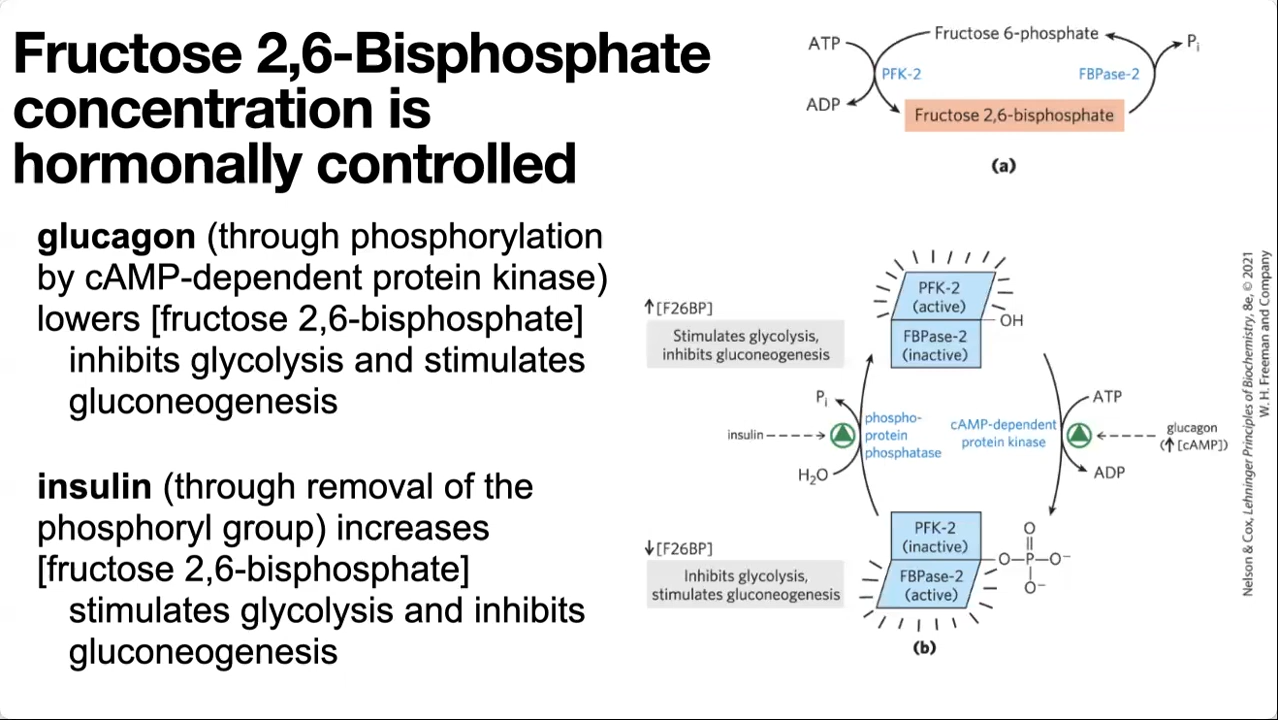 Fructose 2,6-Bisphosphate
concentration is
hormonally controlled
glucagon (through phosphorylation
by cAMP-dependent protein kinase)
lowers [fructose 2,6-bisphosphate]
inhibits glycolysis and stimulates
gluconeogenesis
insulin (through removal of the
phosphoryl group) increases
[fructose 2,6-bisphosphate]
stimulates glycolysis and inhibits
gluconeogenesis
ATP
Fructose 6-phosphate
Pi
PFK-2
FBPase-2
ADP
Fructose 2,6-bisphosphate
(a)
↑[F26BP]
Stimulates glycolysis,
inhibits gluconeogenesis
PFK-2
(active)
OH
FBPase-2
(inactive)
Pi
insulin
H₂O
phospho-
protein
phosphatase
cAMP-dependent
protein kinase
ATP
glucagon
(↑[cAMP])
ADP
↓[F26BP]
Inhibits glycolysis,
stimulates gluconeogenesis
PFK-2
(inactive)
FBPase-2
(active)
O
O—P—O⁻
O⁻
(b)
Nelson & Cox, Lehninger Principles of Biochemistry, 8e, © 2021
W. H. Freeman and Company